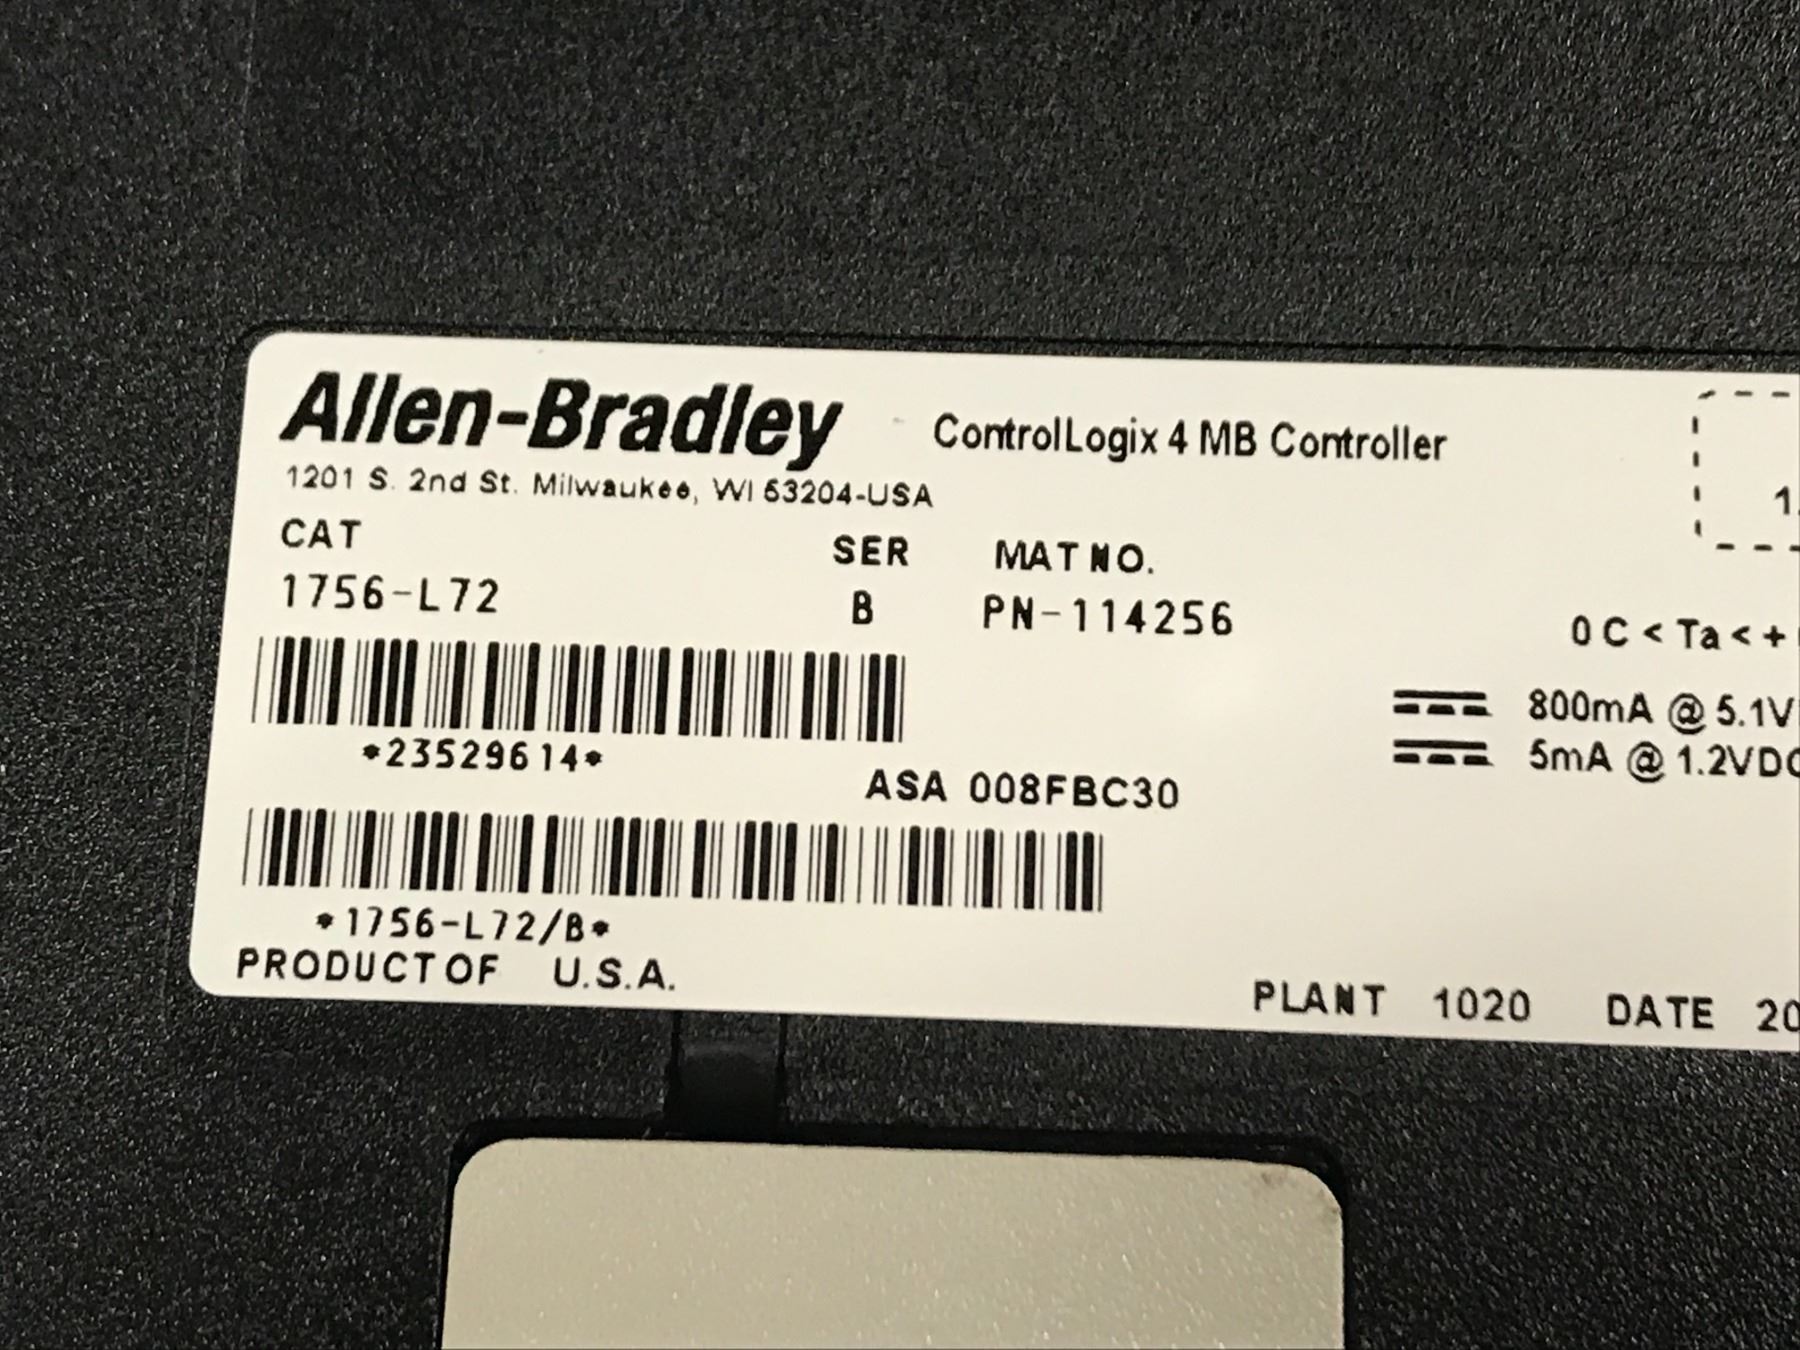 Allen-Bradley ControlLogix 4 MB Controller
1201 S. 2nd St. Milwaukee, WI 53204-USA
1.
CAT SER MAT NO.
1756-L72 B PN-114256
0 C < Ta < +
800mA @ 5.1V
5mA @ 1.2VDC
*23529614*
ASA 008FBC30
*1756-L72/B*
PRODUCT OF U.S.A.
PLANT 1020 DATE 20